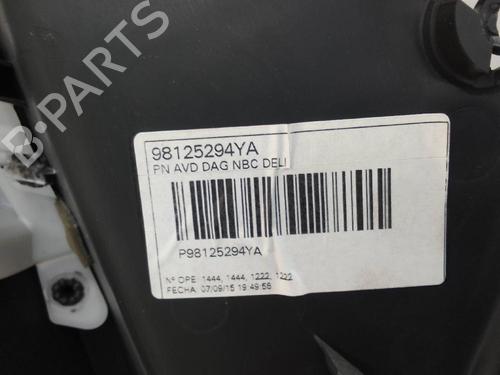 98125294YA
PN AVD DAG NBC DELI
P98125294YA
Nº OPE: 1444, 1444, 1222, 1222
FECHA: 07/09/15 19:49:56
B-PARTS